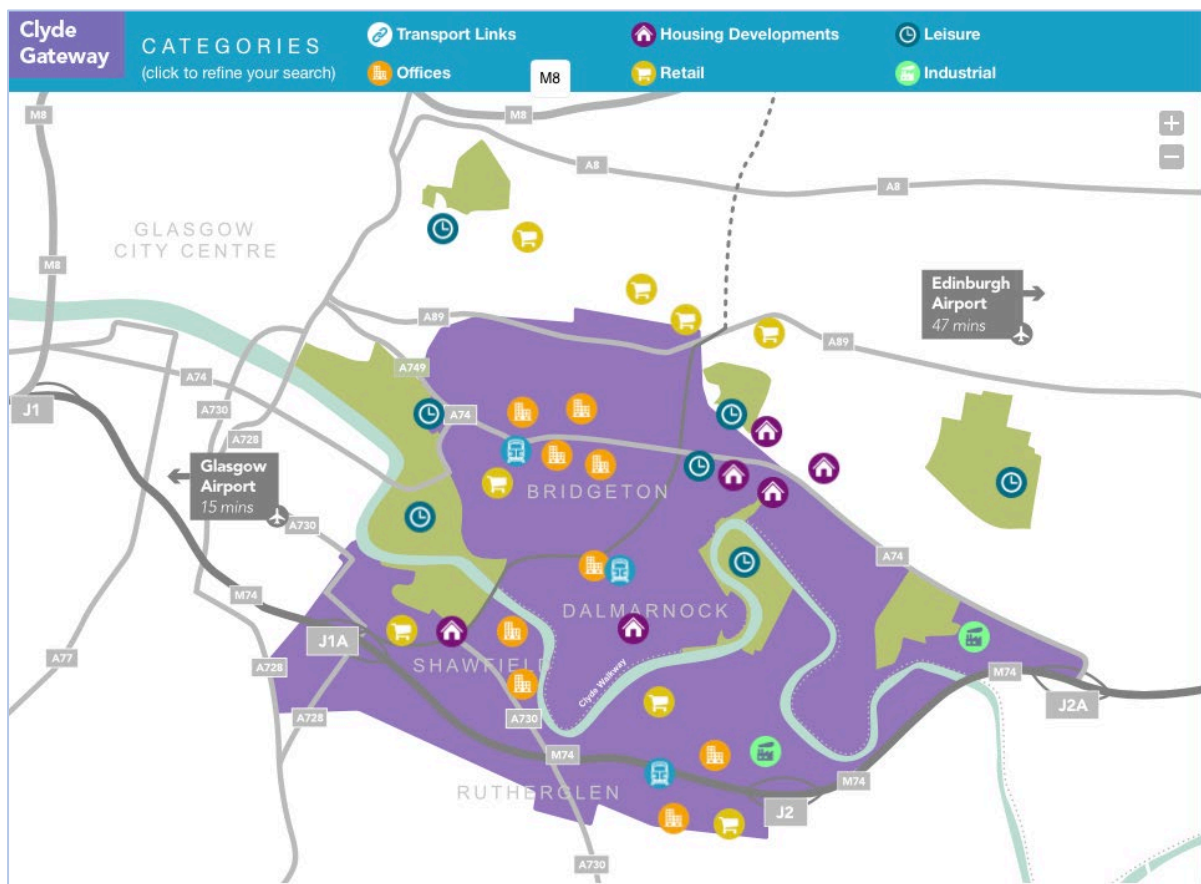 Clyde
Gateway
CATEGORIES
(click to refine your search)
Transport Links
Housing Developments
Leisure
Offices
M8
Retail
Industrial
+
−
M8
M8
A8
A8
GLASGOW
CITY CENTRE
M8
Edinburgh
Airport
47 mins
A89
A89
A749
A74
J1
A730
A74
A728
Glasgow
Airport
15 mins
BRIDGETON
A730
A74
M74
DALMARNOCK
J1A
A77
A728
SHAWFIELD
Clyde Walkway
M74
J2A
A728
A730
M74
M74
RUTHERGLEN
J2
A730